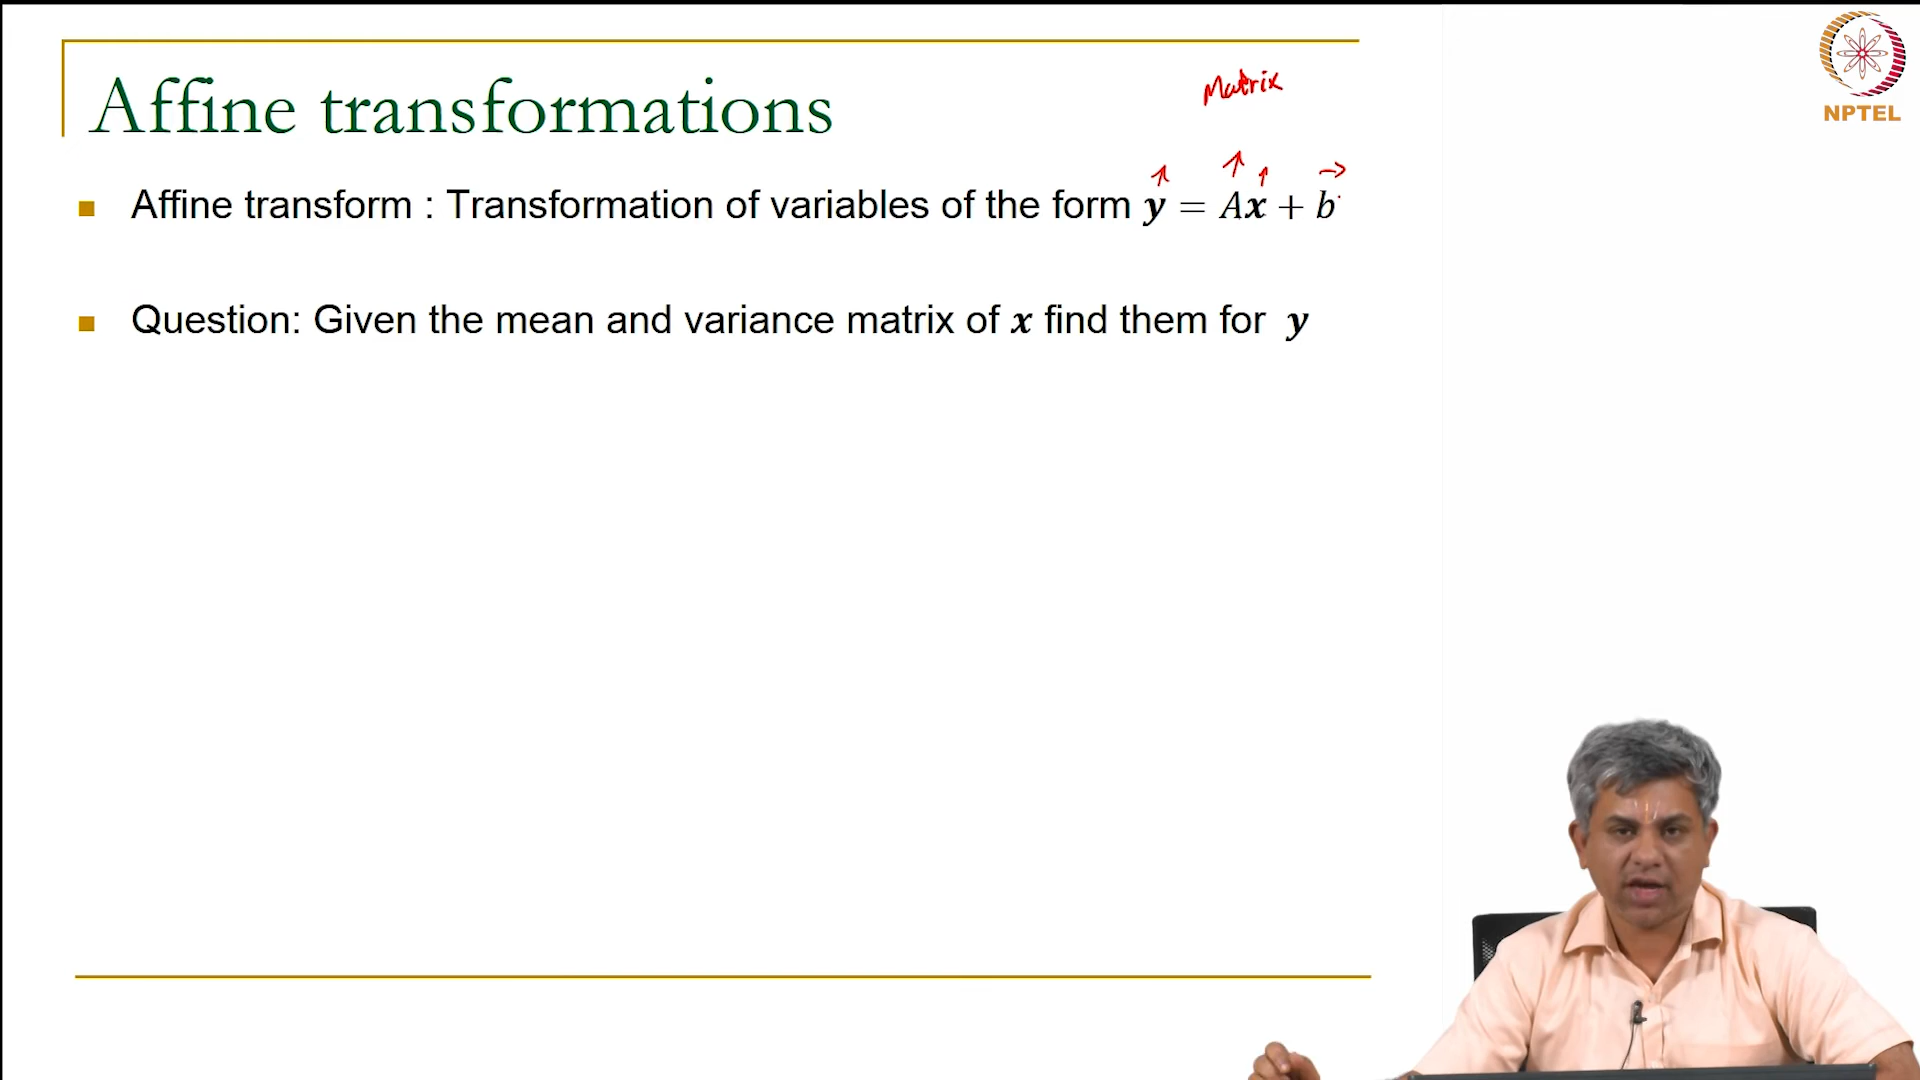 Affine transformations
Matrix
NPTEL
Affine transform : Transformation of variables of the form y = Ax + b
Question: Given the mean and variance matrix of x find them for y